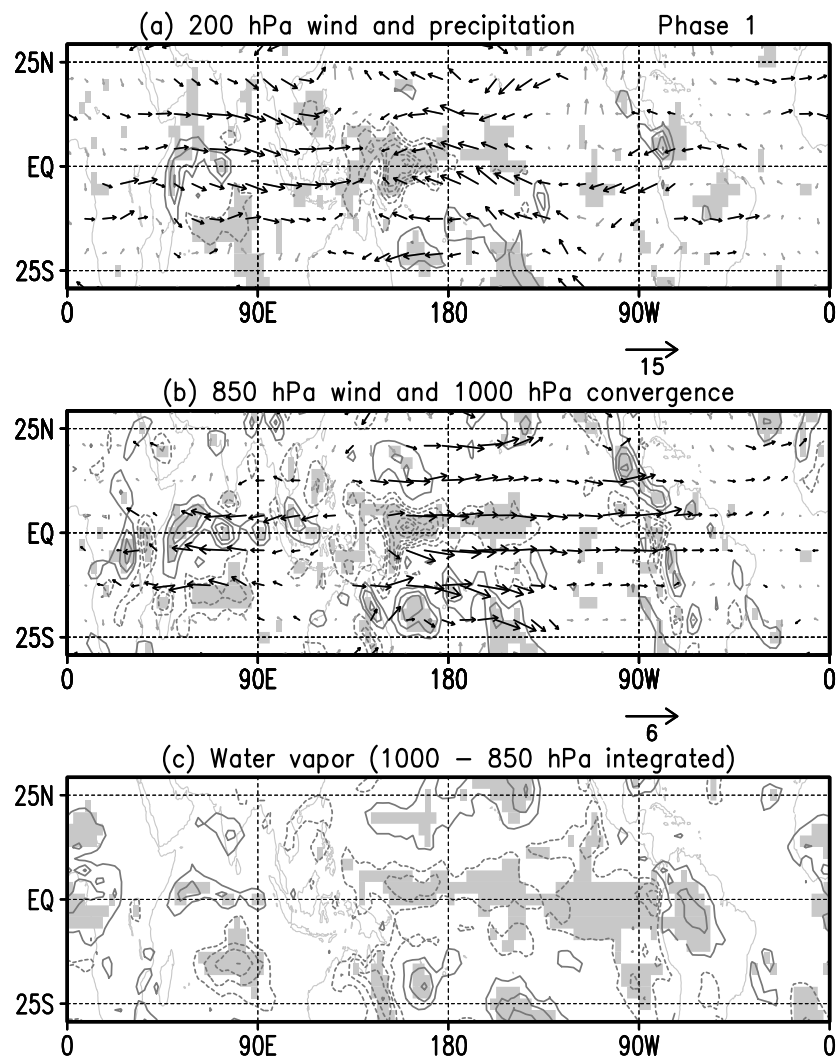 (a) 200 hPa wind and precipitation Phase 1
25N
EQ
25S
0 90E 180 90W 0
15
(b) 850 hPa wind and 1000 hPa convergence
25N
EQ
25S
0 90E 180 90W 0
6
(c) Water vapor (1000 – 850 hPa integrated)
25N
EQ
25S
0 90E 180 90W 0